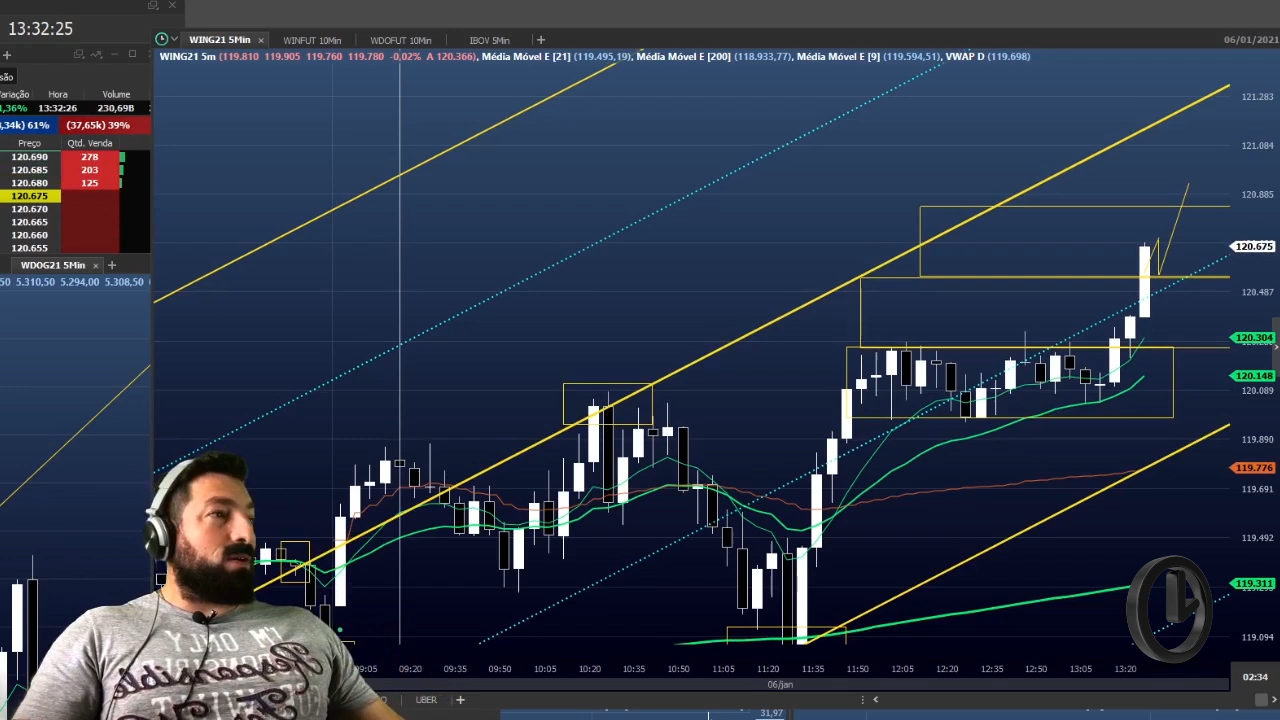 13:32:25
WING21 5Min
WINFUT 10Min
WDOFUT 10Min
IBOV 5Min
06/01/2021
WING21 5m (119.810 119.905 119.760 119.780 -0,02% A 120.366), Média Móvel E [21] (119.495,19), Média Móvel E [200] (118.933,77), Média Móvel E [9] (119.594,51), VWAP D (119.698)
são
ariação Hora Volume
1,36% 13:32:26 230,69B
,34k) 61% (37,65k) 39%
Preço Qtd. Venda
120.690 278
120.685 203
120.680 125
120.675
120.670
120.665
120.660
120.655
WDOG21 5Min
50 5.310,50 5.294,00 5.308,50
121.283
121.084
120.885
120.675
120.487
120.304
120.148
120.089
119.890
119.776
119.691
119.492
119.311
119.094
09:05 09:20 09:35 09:50 10:05 10:20 10:35 10:50 11:05 11:20 11:35 11:50 12:05 12:20 12:35 12:50 13:05 13:20
06/jan
02:34
UBER
31,97